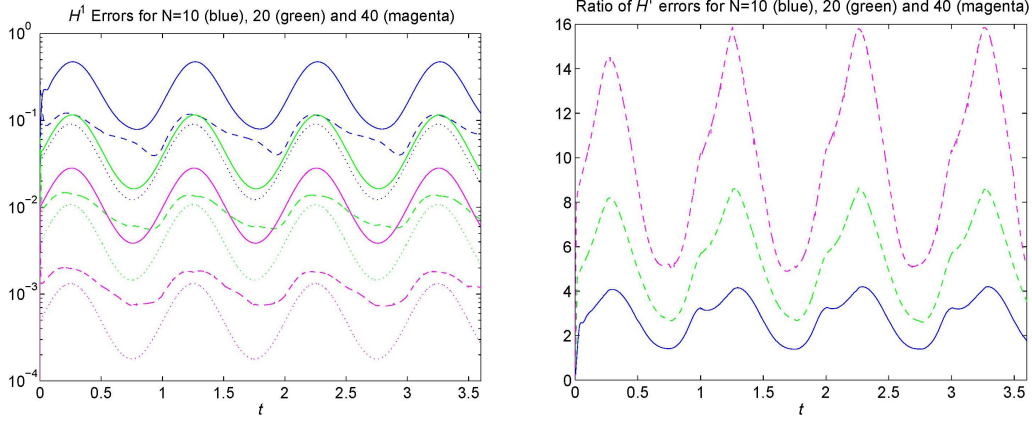 H¹ Errors for N=10 (blue), 20 (green) and 40 (magenta)
10⁰
10⁻¹
10⁻²
10⁻³
10⁻⁴
0 0.5 1 1.5 2 2.5 3 3.5
t
Ratio of H¹ errors for N=10 (blue), 20 (green) and 40 (magenta)
16
14
12
10
8
6
4
2
0
0 0.5 1 1.5 2 2.5 3 3.5
t